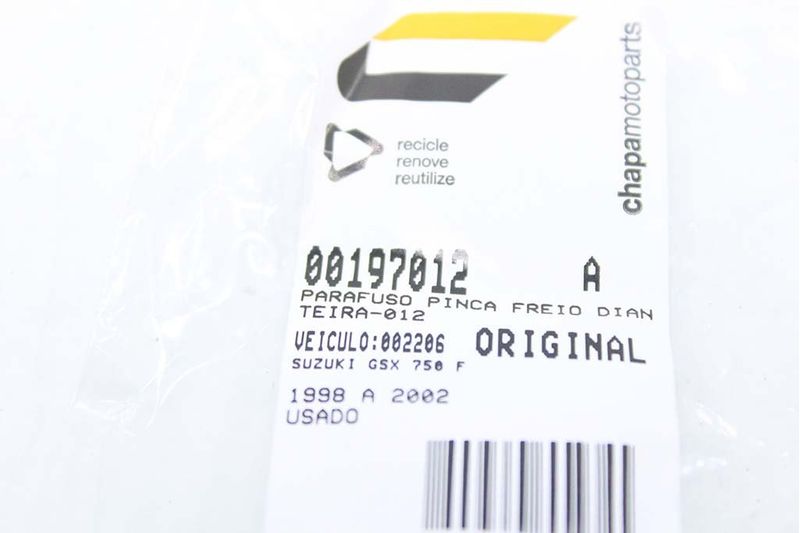 chapamotoparts
recicle
renove
reutilize
00197012 A
PARAFUSO PINCA FREIO DIAN
TEIRA-012
VEICULO:002206 ORIGINAL
SUZUKI GSX 750 F
1998 A 2002
USADO